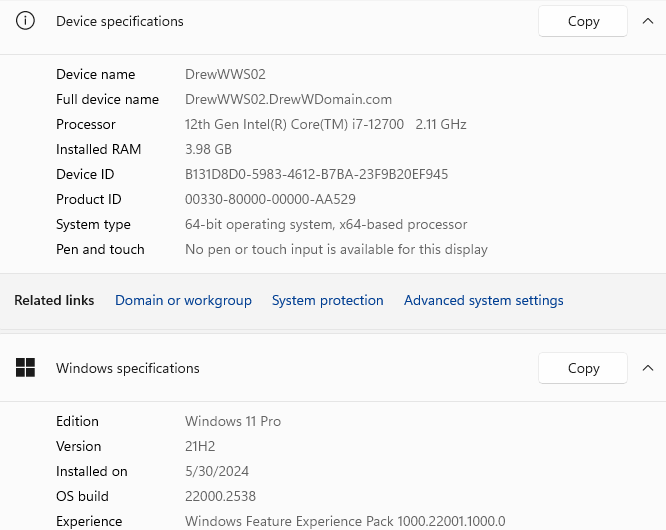 Device specifications Copy
Device name DrewWWS02
Full device name DrewWWS02.DrewWDomain.com
Processor 12th Gen Intel(R) Core(TM) i7-12700 2.11 GHz
Installed RAM 3.98 GB
Device ID B131D8D0-5983-4612-B7BA-23F9B20EF945
Product ID 00330-80000-00000-AA529
System type 64-bit operating system, x64-based processor
Pen and touch No pen or touch input is available for this display
Related links Domain or workgroup System protection Advanced system settings
Windows specifications Copy
Edition Windows 11 Pro
Version 21H2
Installed on 5/30/2024
OS build 22000.2538
Experience Windows Feature Experience Pack 1000.22001.1000.0